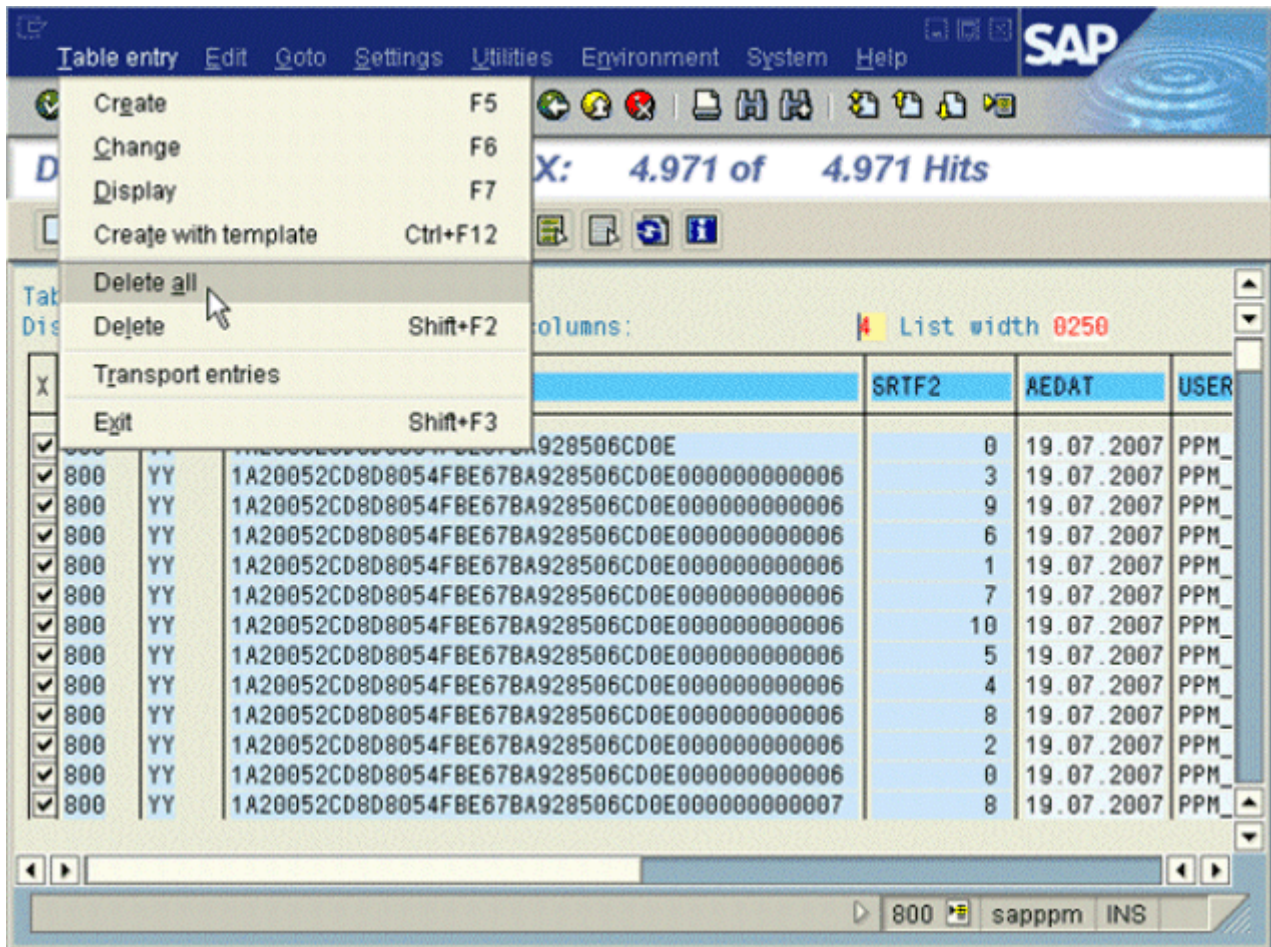 Table entry Edit Goto Settings Utilities Environment System Help SAP
Create F5
Change F6
Display F7
Create with template Ctrl+F12
Delete all
Delete Shift+F2
Transport entries
Exit Shift+F3
D X: 4.971 of 4.971 Hits
Tab
Dis columns: 4 List width 0250
X SRTF2 AEDAT USER
0 19.07.2007 PPM_
800 YY 1A20052CD8D8054FBE67BA928506CD0E000000000006 3 19.07.2007 PPM_
800 YY 1A20052CD8D8054FBE67BA928506CD0E000000000006 9 19.07.2007 PPM_
800 YY 1A20052CD8D8054FBE67BA928506CD0E000000000006 6 19.07.2007 PPM_
800 YY 1A20052CD8D8054FBE67BA928506CD0E000000000006 1 19.07.2007 PPM_
800 YY 1A20052CD8D8054FBE67BA928506CD0E000000000006 7 19.07.2007 PPM_
800 YY 1A20052CD8D8054FBE67BA928506CD0E000000000006 10 19.07.2007 PPM_
800 YY 1A20052CD8D8054FBE67BA928506CD0E000000000006 5 19.07.2007 PPM_
800 YY 1A20052CD8D8054FBE67BA928506CD0E000000000006 4 19.07.2007 PPM_
800 YY 1A20052CD8D8054FBE67BA928506CD0E000000000006 8 19.07.2007 PPM_
800 YY 1A20052CD8D8054FBE67BA928506CD0E000000000006 2 19.07.2007 PPM_
800 YY 1A20052CD8D8054FBE67BA928506CD0E000000000006 0 19.07.2007 PPM_
800 YY 1A20052CD8D8054FBE67BA928506CD0E000000000007 8 19.07.2007 PPM_
800 sapppm INS